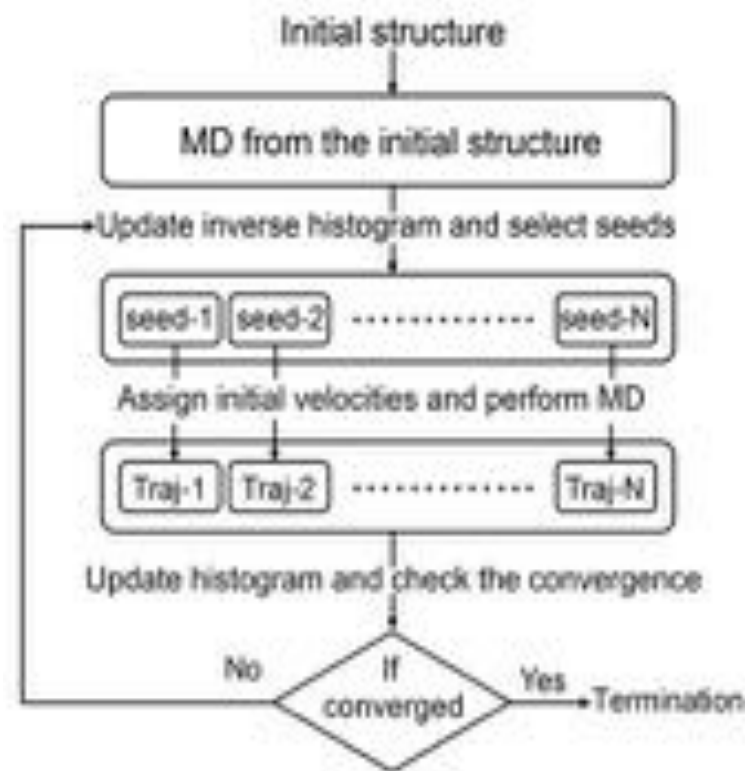 Initial structure
MD from the initial structure
Update inverse histogram and select seeds
seed-1 seed-2 seed-N
Assign initial velocities and perform MD
Traj-1 Traj-2 Traj-N
Update histogram and check the convergence
No If Yes
converged Termination